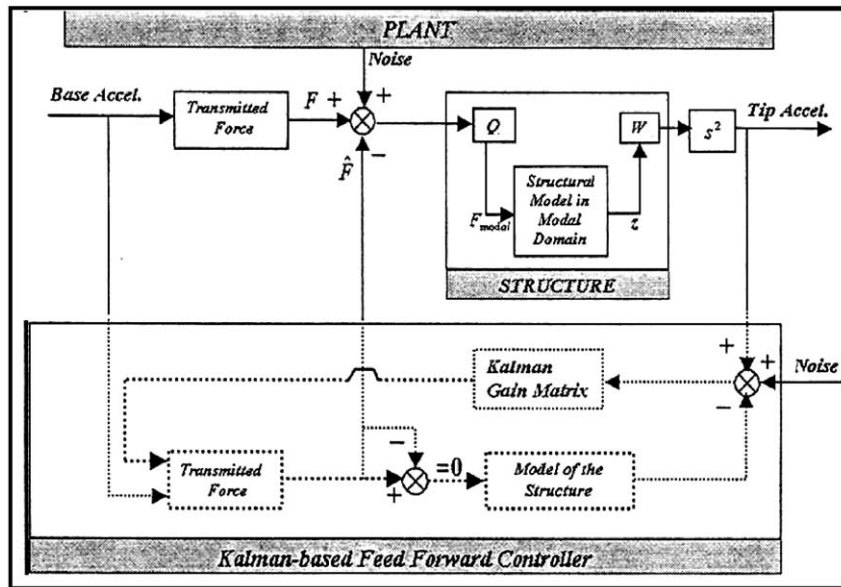 PLANT
Noise
Base Accel.
Transmitted
Force
F +
+
−
F̂
Q
W
s²
Tip Accel.
Structural
Model in
Modal
Domain
F modal
z
STRUCTURE
+
+
Noise
−
Kalman
Gain Matrix
Transmitted
Force
−
+
=0
Model of the
Structure
Kalman-based Feed Forward Controller